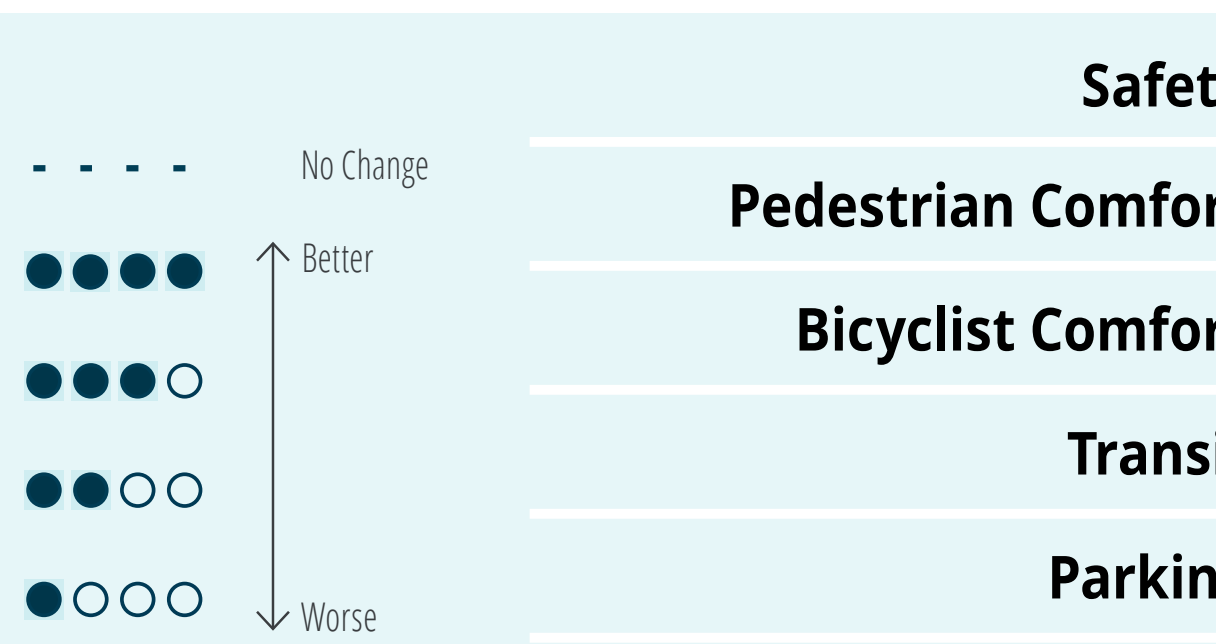 - - - - No Change
Better
Worse
Safet
Pedestrian Comfor
Bicyclist Comfor
Transi
Parkin